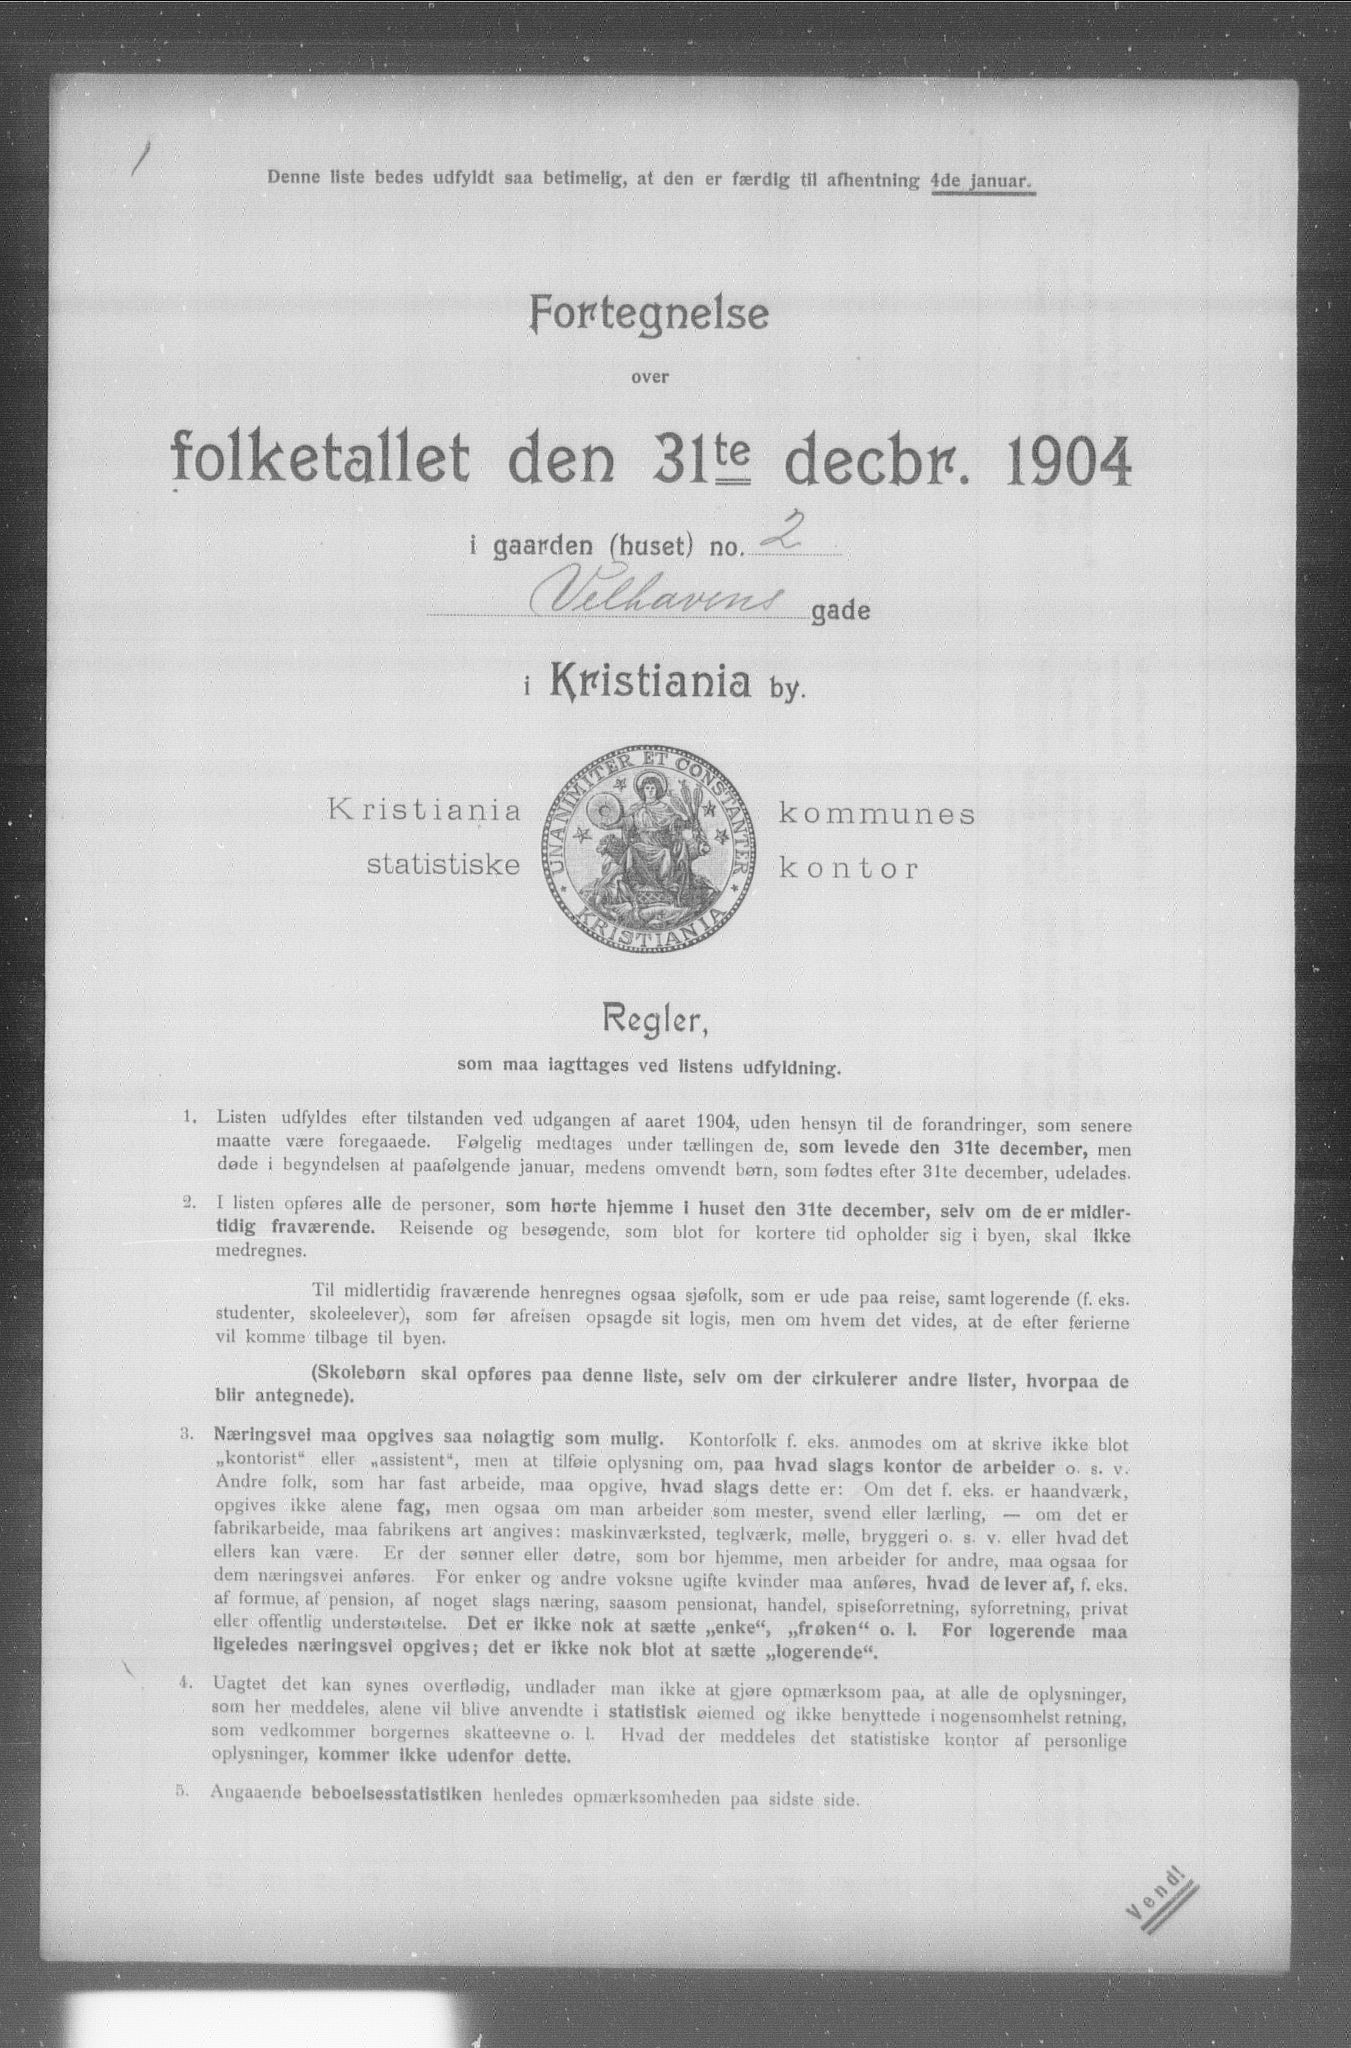 1
Denne liste bedes udfyldt saa betimelig, at den er færdig til afhentning 4de januar.
Fortegnelse
over
folketallet den 31te decbr. 1904
i gaarden (huset) no. 2
Velhavens gade
i Kristiania by.
Kristiania kommunes
statistiske kontor
UNANIMITER ET CONSTANTER
KRISTIANIA
Regler,
som maa iagttages ved listens udfyldning.
1. Listen udfyldes efter tilstanden ved udgangen af aaret 1904, uden hensyn til de forandringer, som senere
maatte være foregaaede. Følgelig medtages under tællingen de, som levede den 31te december, men
døde i begyndelsen af paafølgende januar, medens omvendt børn, som fødtes efter 31te december, udelades.
2. I listen opføres alle de personer, som hørte hjemme i huset den 31te december, selv om de er midler-
tidig fraværende. Reisende og besøgende, som blot for kortere tid opholder sig i byen, skal ikke
medregnes.
Til midlertidig fraværende henregnes ogsaa sjøfolk, som er ude paa reise, samt logerende (f. eks.
studenter, skoleelever), som før afreisen opsagde sit logis, men om hvem det vides, at de efter ferierne
vil komme tilbage til byen.
(Skolebørn skal opføres paa denne liste, selv om der cirkulerer andre lister, hvorpaa de
blir antegnede).
3. Næringsvei maa opgives saa nøiagtig som mulig. Kontorfolk f. eks. anmodes om at skrive ikke blot
„kontorist“ eller „assistent“, men at tilføie oplysning om, paa hvad slags kontor de arbeider o. s. v.
Andre folk, som har fast arbeide, maa opgive, hvad slags dette er: Om det f. eks. er haandværk,
opgives ikke alene fag, men ogsaa om man arbeider som mester, svend eller lærling, — om det er
fabrikarbeide, maa fabrikens art angives: maskinværksted, teglværk, mølle, bryggeri o. s. v. eller hvad det
ellers kan være. Er der sønner eller døtre, som bor hjemme, men arbeider for andre, maa ogsaa for
dem næringsvei anføres. For enker og andre voksne ugifte kvinder maa anføres, hvad de lever af, f. eks.
af formue, af pension, af noget slags næring, saasom pensionat, handel, spiseforretning, syforretning, privat
eller offentlig understøttelse. Det er ikke nok at sætte „enke“, „frøken“ o. l. For logerende maa
ligeledes næringsvei opgives; det er ikke nok blot at sætte „logerende“.
4. Uagtet det kan synes overflødig, undlader man ikke at gjøre opmærksom paa, at alle de oplysninger,
som her meddeles, alene vil blive anvendte i statistisk øiemed og ikke benyttede i nogensomhelst retning,
som vedkommer borgernes skatteevne o. l. Hvad der meddeles det statistiske kontor af personlige
oplysninger, kommer ikke udenfor dette.
5. Angaaende beboelsesstatistiken henledes opmærksomheden paa sidste side.
Vend!